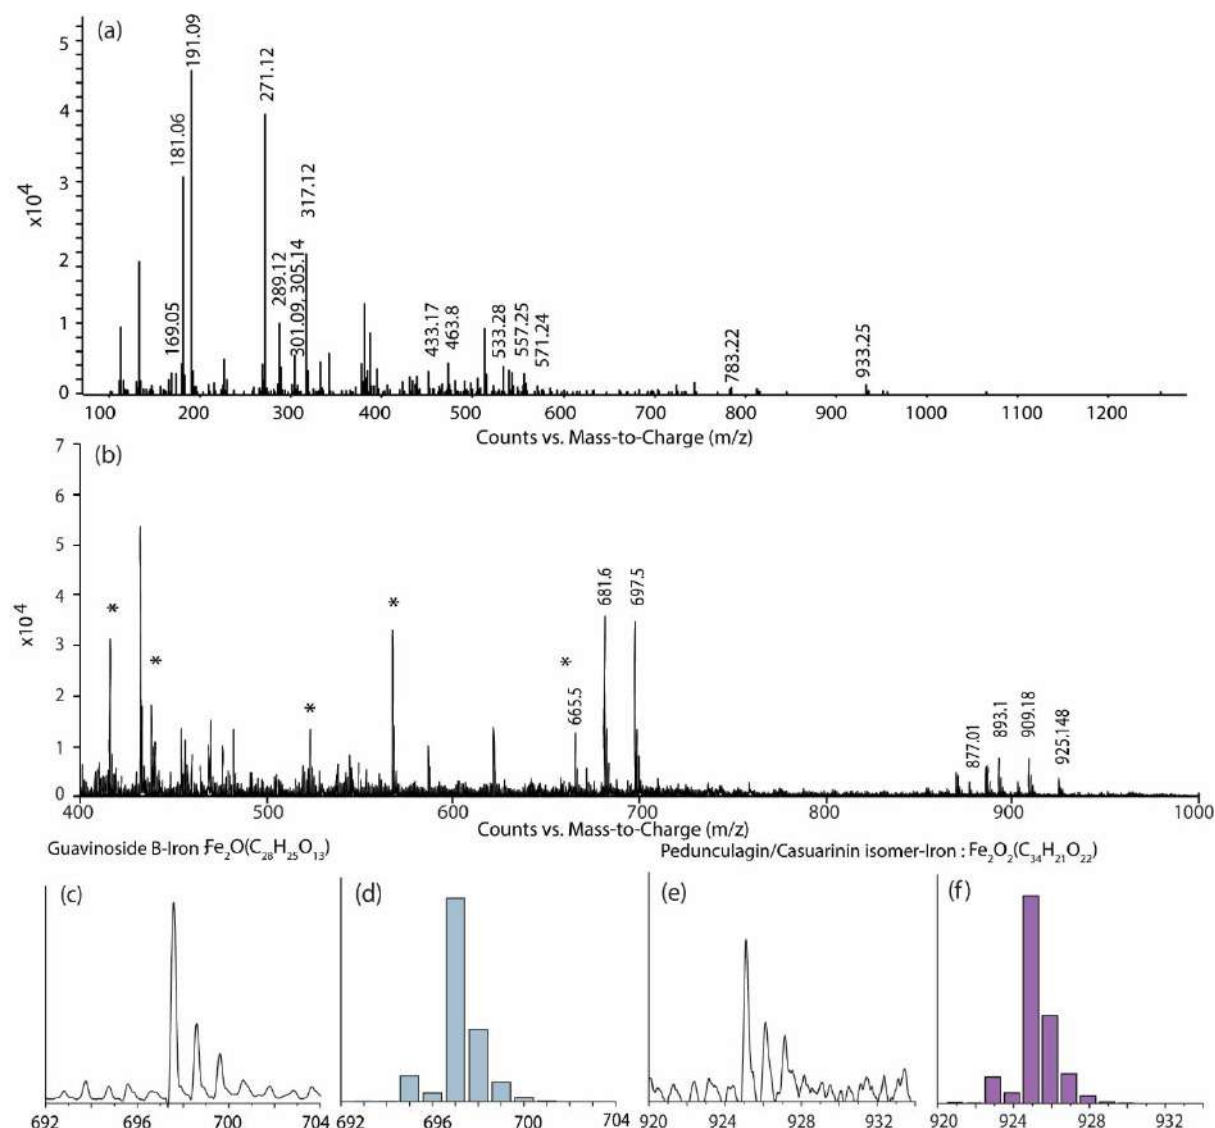 (a)
x10⁴
5
4
3
2
1
0
169.05
181.06
191.09
271.12
289.12
301.09, 305.14
317.12
433.17
463.8
533.28
557.25
571.24
783.22
933.25
100 200 300 400 500 600 700 800 900 1000 1100 1200
Counts vs. Mass-to-Charge (m/z)
(b)
x10⁴
7
6
5
4
3
2
1
0
*
*
*
*
*
665.5
681.6
697.5
877.01
893.1
909.18
925.148
400 500 600 700 800 900 1000
Counts vs. Mass-to-Charge (m/z)
Guavinoside B-Iron :Fe₂O(C₂₈H₂₅O₁₃)
Pedunculagin/Casuarinin isomer-Iron : Fe₂O₂(C₃₄H₂₁O₂₂)
(c)
692 696 700 704
(d)
692 696 700 704
(e)
920 924 928 932
(f)
920 924 928 932